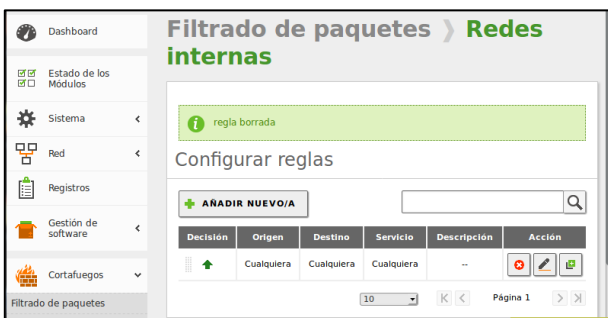 Dashboard
Estado de los
Módulos
Sistema
Red
Registros
Gestión de
software
Cortafuegos
Filtrado de paquetes
Filtrado de paquetes ❱ Redes
internas
regla borrada
Configurar reglas
AÑADIR NUEVO/A
Decisión Origen Destino Servicio Descripción Acción
Cualquiera Cualquiera Cualquiera --
10 Página 1